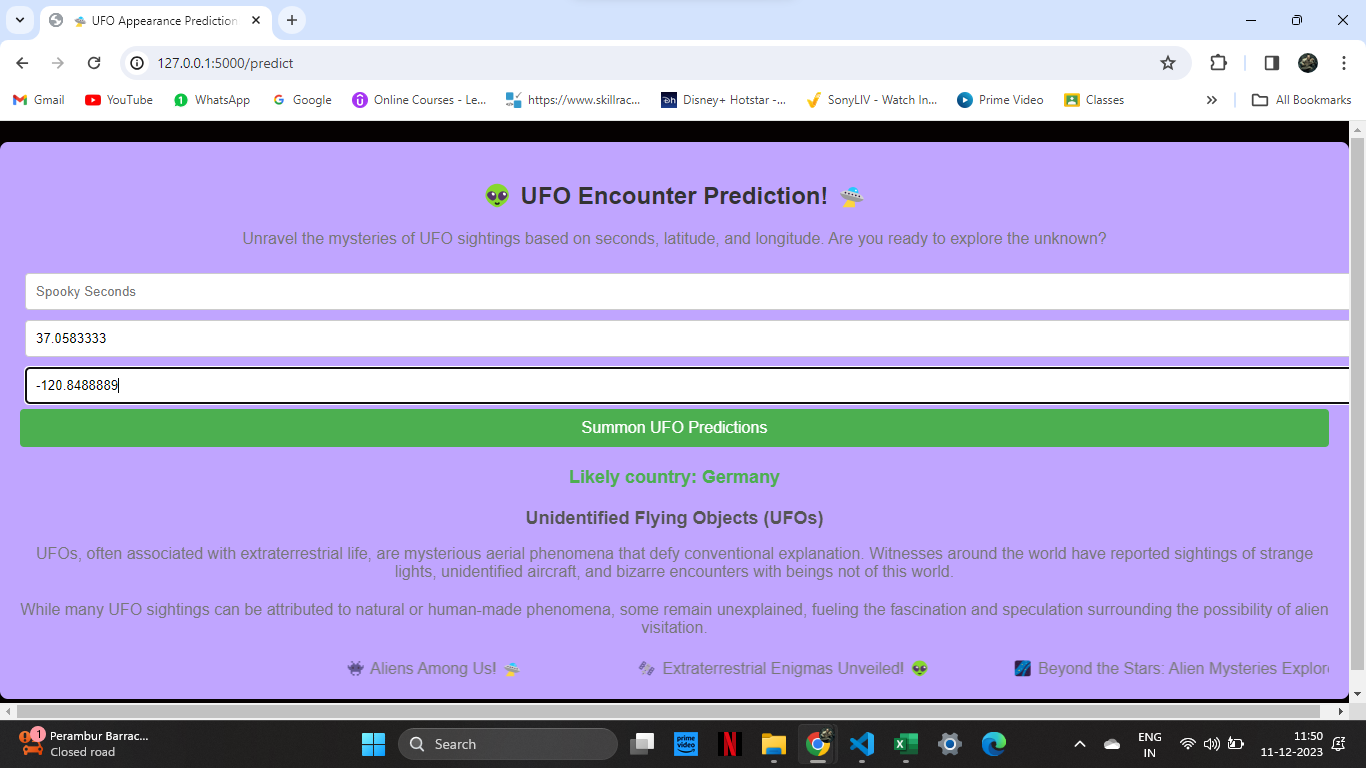 🛸 UFO Appearance Prediction
127.0.0.1:5000/predict
Gmail
YouTube
WhatsApp
Google
Online Courses - Le...
https://www.skillrac...
Disney+ Hotstar -...
SonyLIV - Watch In...
Prime Video
Classes
All Bookmarks
👽 UFO Encounter Prediction! 🛸
Unravel the mysteries of UFO sightings based on seconds, latitude, and longitude. Are you ready to explore the unknown?
Spooky Seconds
37.0583333
-120.8488889
Summon UFO Predictions
Likely country: Germany
Unidentified Flying Objects (UFOs)
UFOs, often associated with extraterrestrial life, are mysterious aerial phenomena that defy conventional explanation. Witnesses around the world have reported sightings of strange
lights, unidentified aircraft, and bizarre encounters with beings not of this world.
While many UFO sightings can be attributed to natural or human-made phenomena, some remain unexplained, fueling the fascination and speculation surrounding the possibility of alien
visitation.
👾 Aliens Among Us! 🛸 🛰️ Extraterrestrial Enigmas Unveiled! 👽 🌌 Beyond the Stars: Alien Mysteries Explor
1
Perambur Barrac...
Closed road
Search
prime video
ENG
IN
11:50
11-12-2023